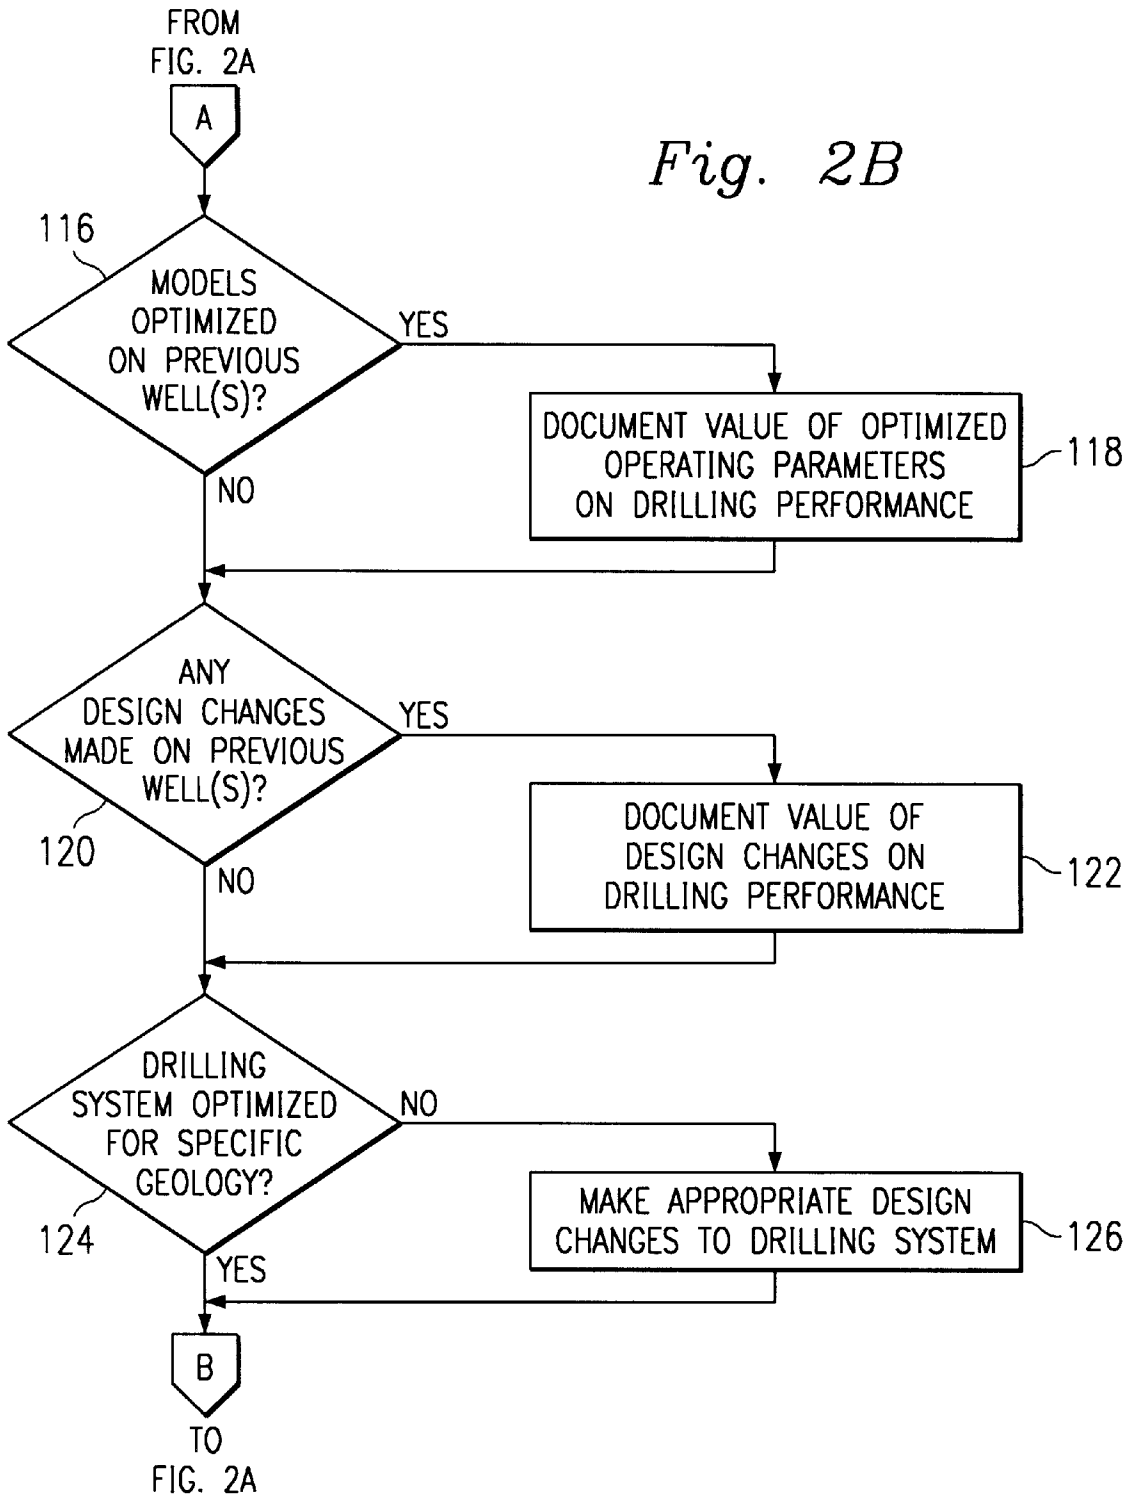 FROM
FIG. 2A
A
Fig. 2B
116
MODELS
OPTIMIZED
ON PREVIOUS
WELL(S)?
YES
NO
DOCUMENT VALUE OF OPTIMIZED
OPERATING PARAMETERS
ON DRILLING PERFORMANCE
118
ANY
DESIGN CHANGES
MADE ON PREVIOUS
WELL(S)?
YES
120
NO
DOCUMENT VALUE OF
DESIGN CHANGES ON
DRILLING PERFORMANCE
122
DRILLING
SYSTEM OPTIMIZED
FOR SPECIFIC
GEOLOGY?
NO
124
YES
MAKE APPROPRIATE DESIGN
CHANGES TO DRILLING SYSTEM
126
B
TO
FIG. 2A